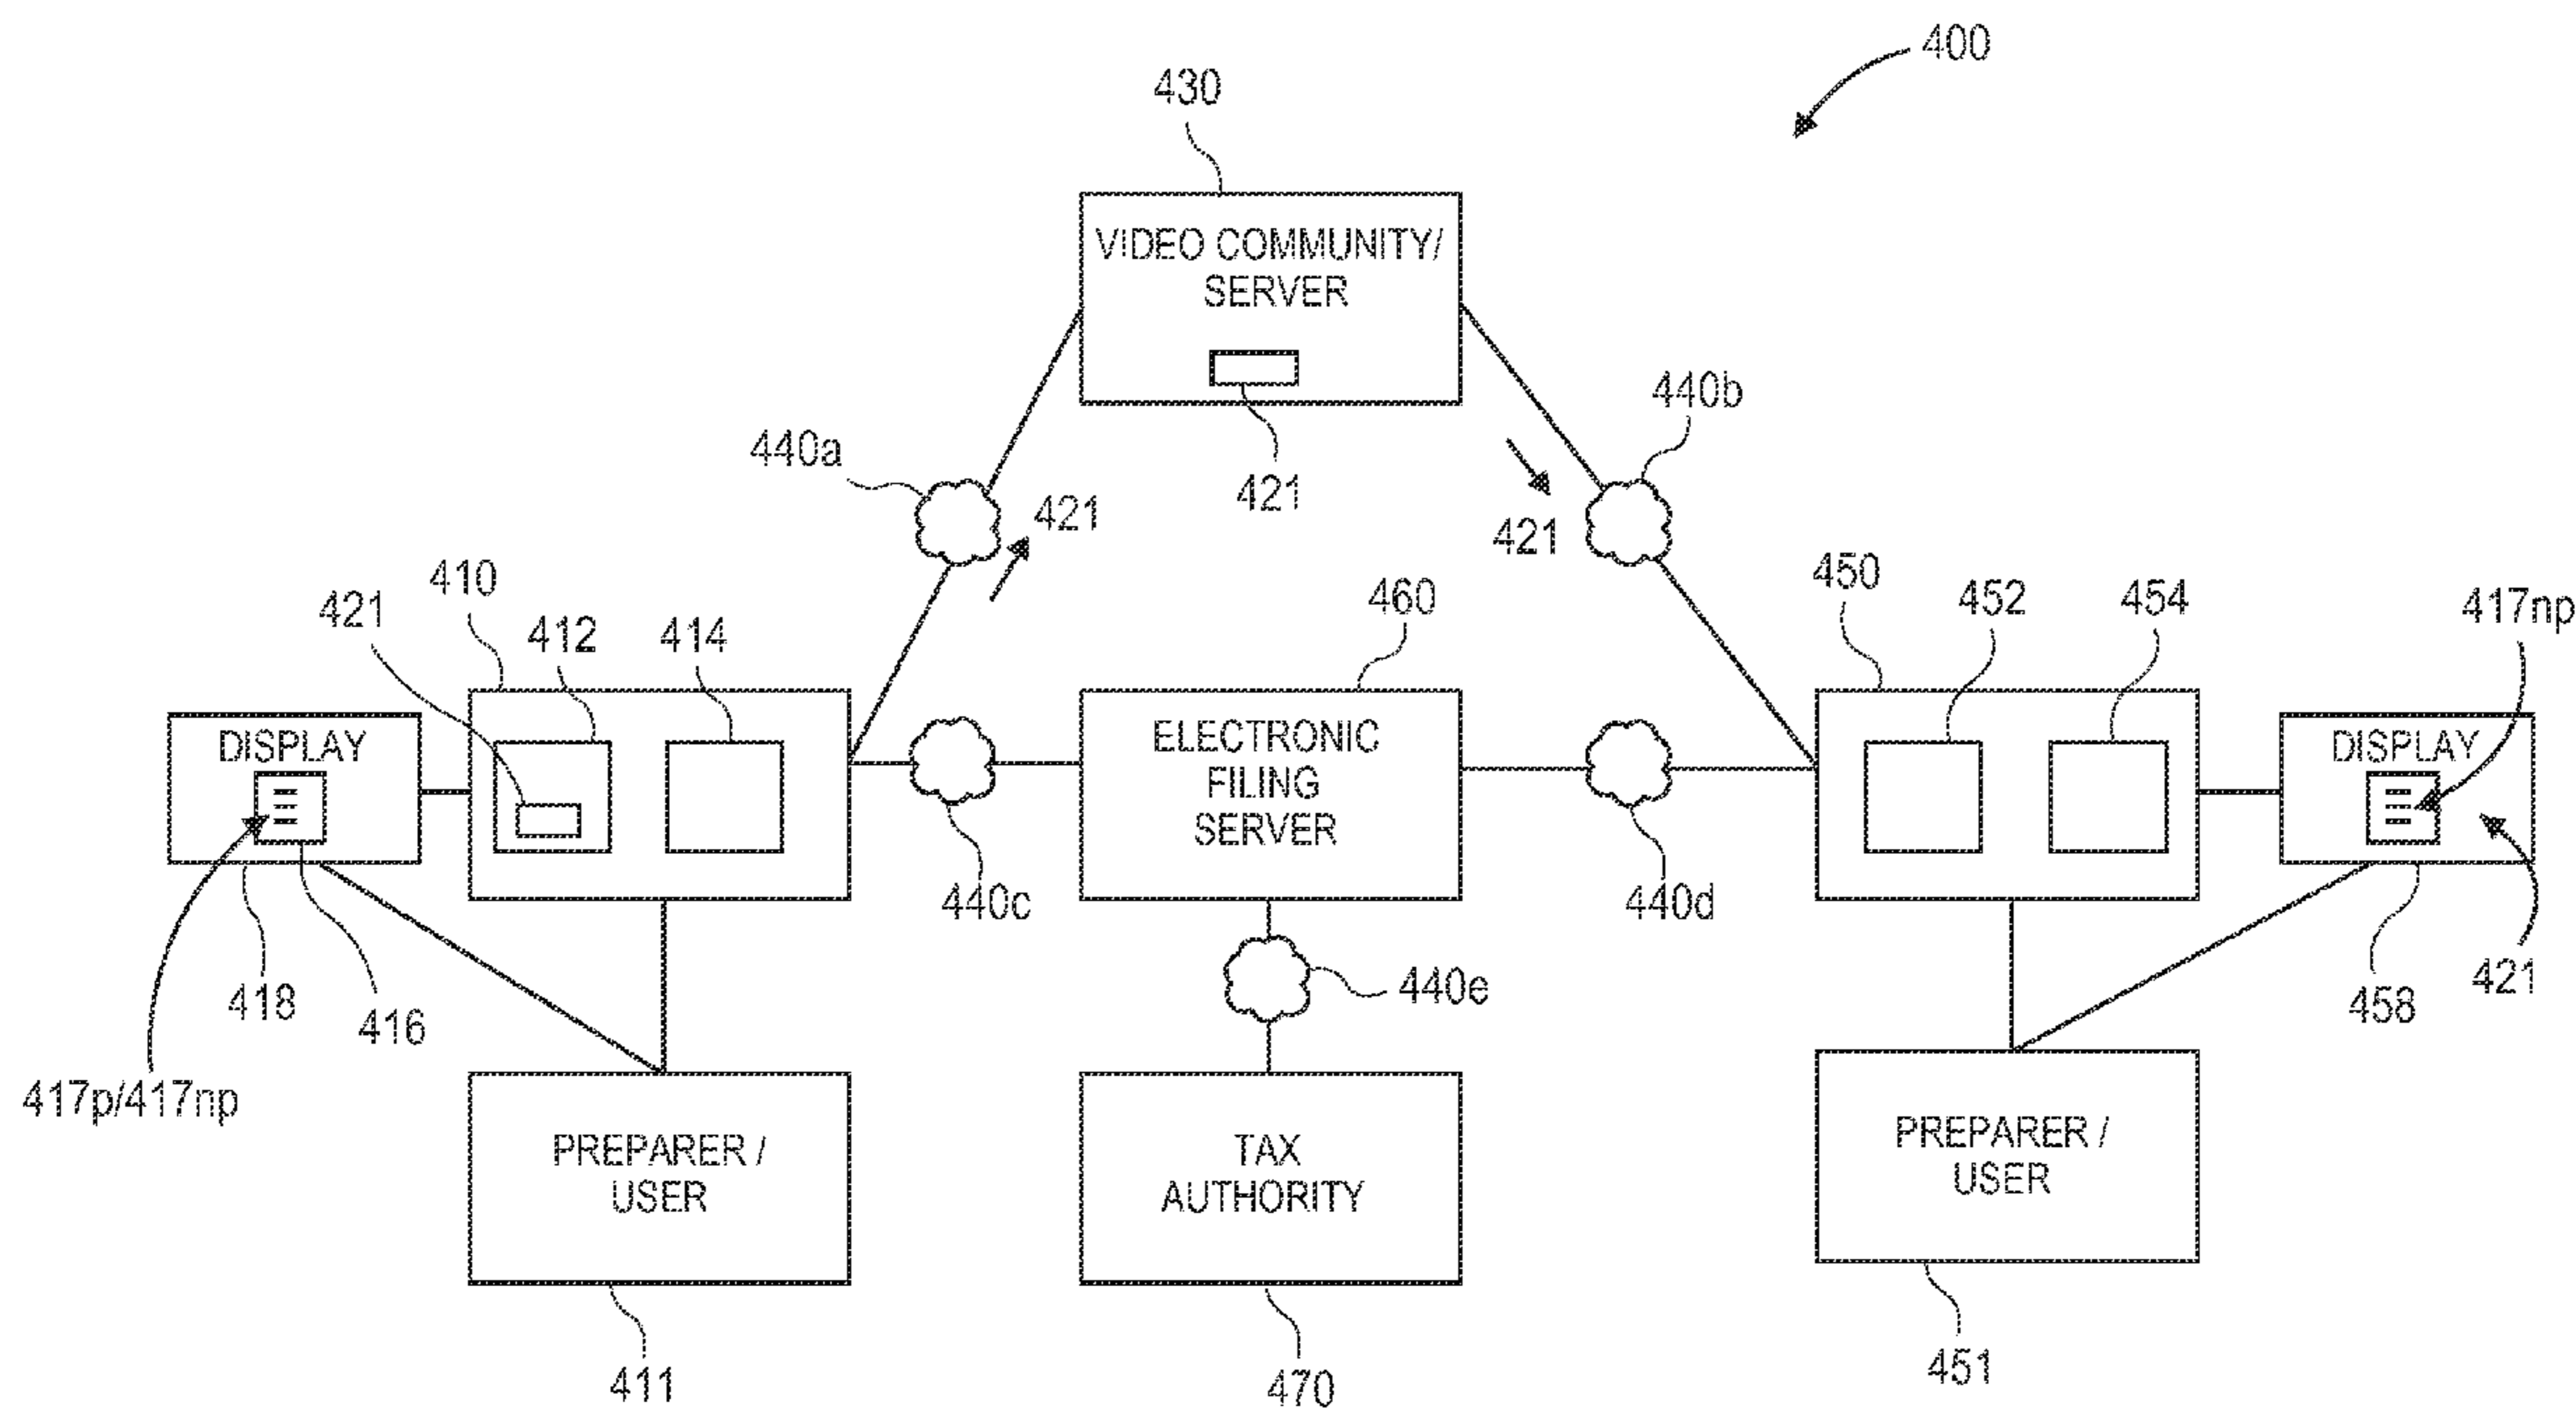 400
430
VIDEO COMMUNITY/
SERVER
421
440a
421
440b
421
410
421
412
414
460
450
452
454
417np
DISPLAY
ELECTRONIC
FILING
SERVER
DISPLAY
440c
440d
418
416
440e
458
421
417p/417np
PREPARER /
USER
TAX
AUTHORITY
PREPARER /
USER
411
470
451